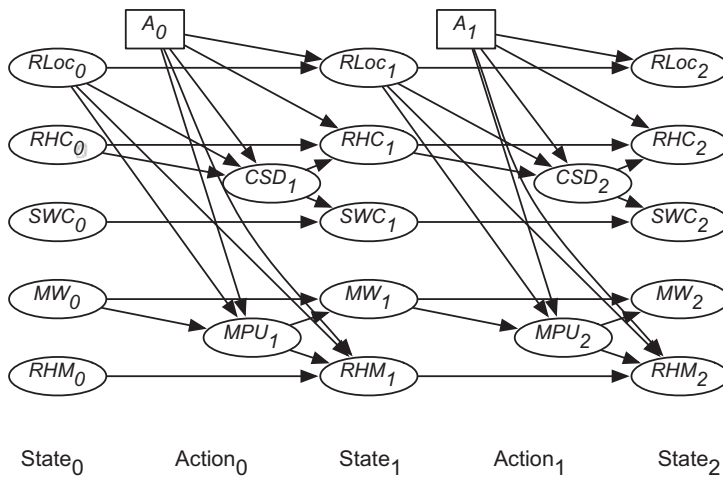 A0 A1
RLoc0 RLoc1 RLoc2
RHC0 RHC1 RHC2
CSD1 CSD2
SWC0 SWC1 SWC2
MW0 MW1 MW2
MPU1 MPU2
RHM0 RHM1 RHM2
State0 Action0 State1 Action1 State2